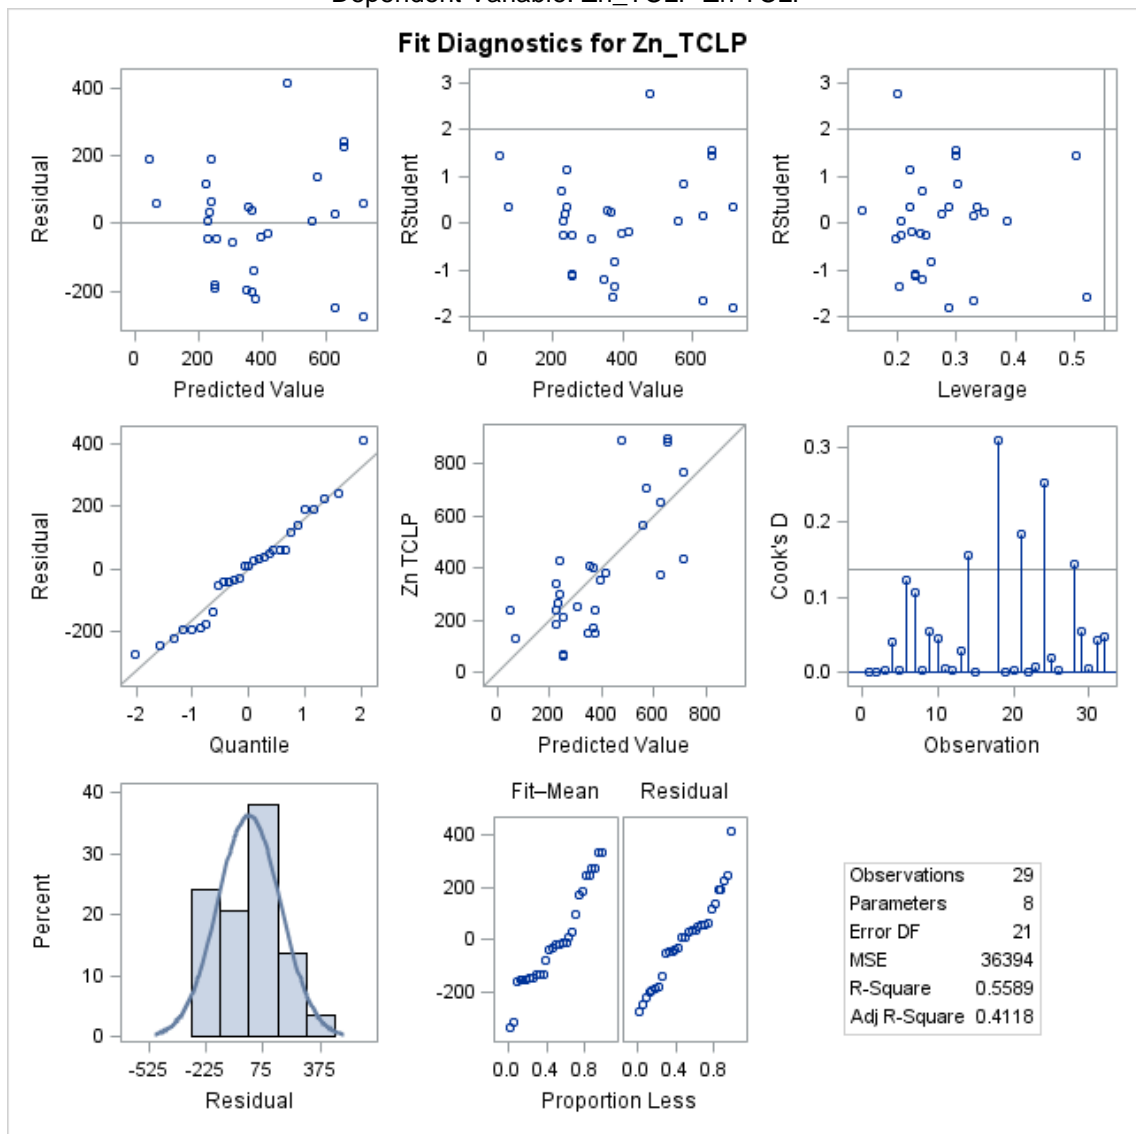 Dependent Variable: Zn_TCLP Zn TCLP
Fit Diagnostics for Zn_TCLP
400
200
0
-200
Residual
0 200 400 600
Predicted Value
3
2
1
0
-1
-2
RStudent
0 200 400 600
Predicted Value
3
2
1
0
-1
-2
RStudent
0.2 0.3 0.4 0.5
Leverage
400
200
0
-200
Residual
-2 -1 0 1 2
Quantile
800
600
400
200
0
Zn TCLP
0 200 400 600 800
Predicted Value
0.3
0.2
0.1
0.0
Cook's D
0 10 20 30
Observation
40
30
20
10
0
Percent
-525 -225 75 375
Residual
Fit–Mean Residual
400
200
0
-200
0.0 0.4 0.8 0.0 0.4 0.8
Proportion Less
Observations 29
Parameters 8
Error DF 21
MSE 36394
R-Square 0.5589
Adj R-Square 0.4118